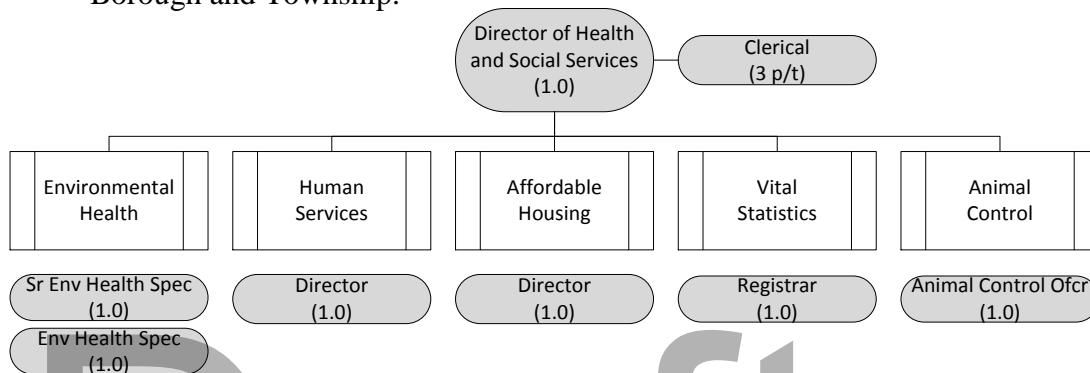 Borough and Township.
Director of Health
and Social Services
(1.0)
Clerical
(3 p/t)
Environmental
Health
Human
Services
Affordable
Housing
Vital
Statistics
Animal
Control
Sr Env Health Spec
(1.0)
Director
(1.0)
Director
(1.0)
Registrar
(1.0)
Animal Control Ofcr
(1.0)
Env Health Spec
(1.0)